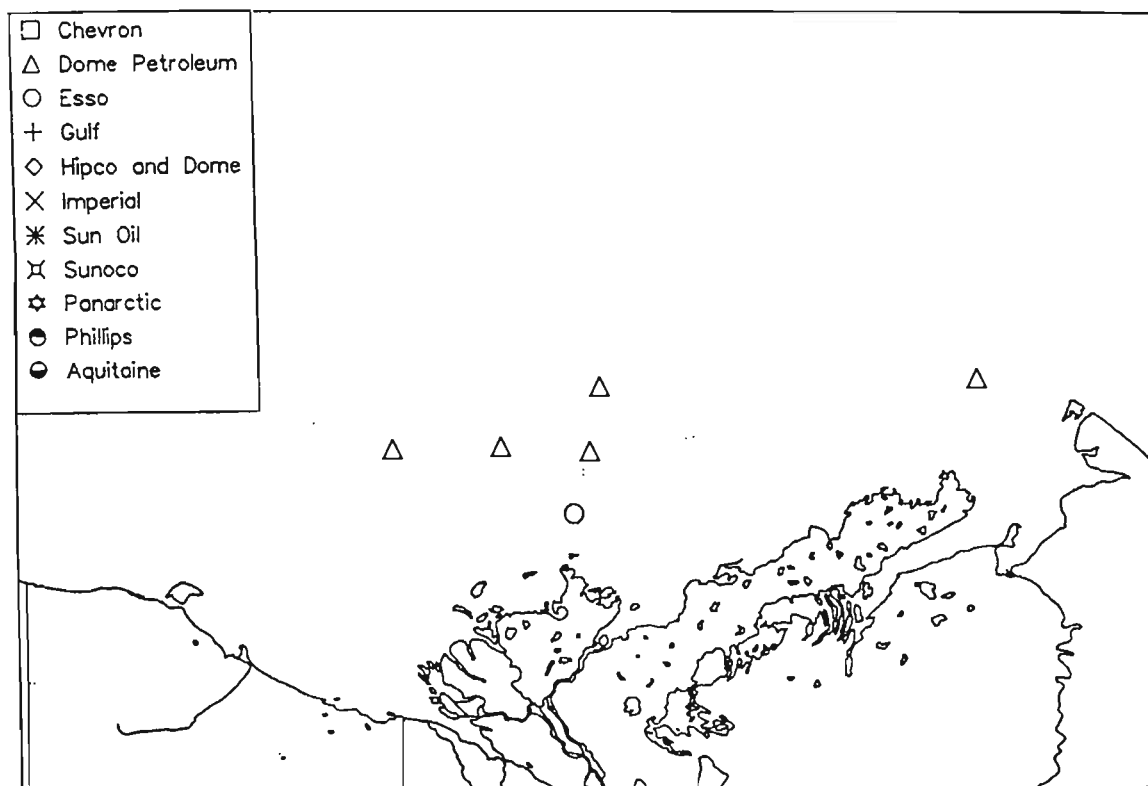 Chevron
Dome Petroleum
Esso
Gulf
Hipco and Dome
Imperial
Sun Oil
Sunoco
Panarctic
Phillips
Aquitaine